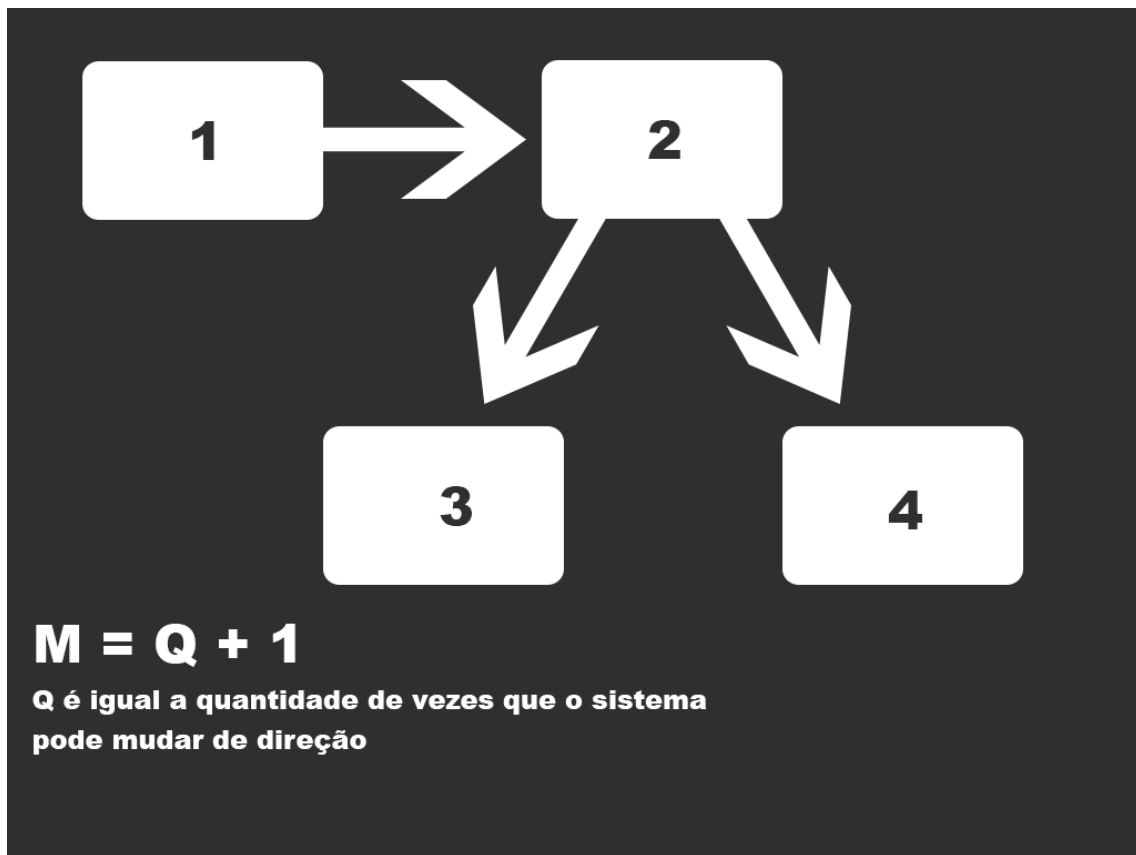 1
2
3
4
M = Q + 1
Q é igual a quantidade de vezes que o sistema
pode mudar de direção